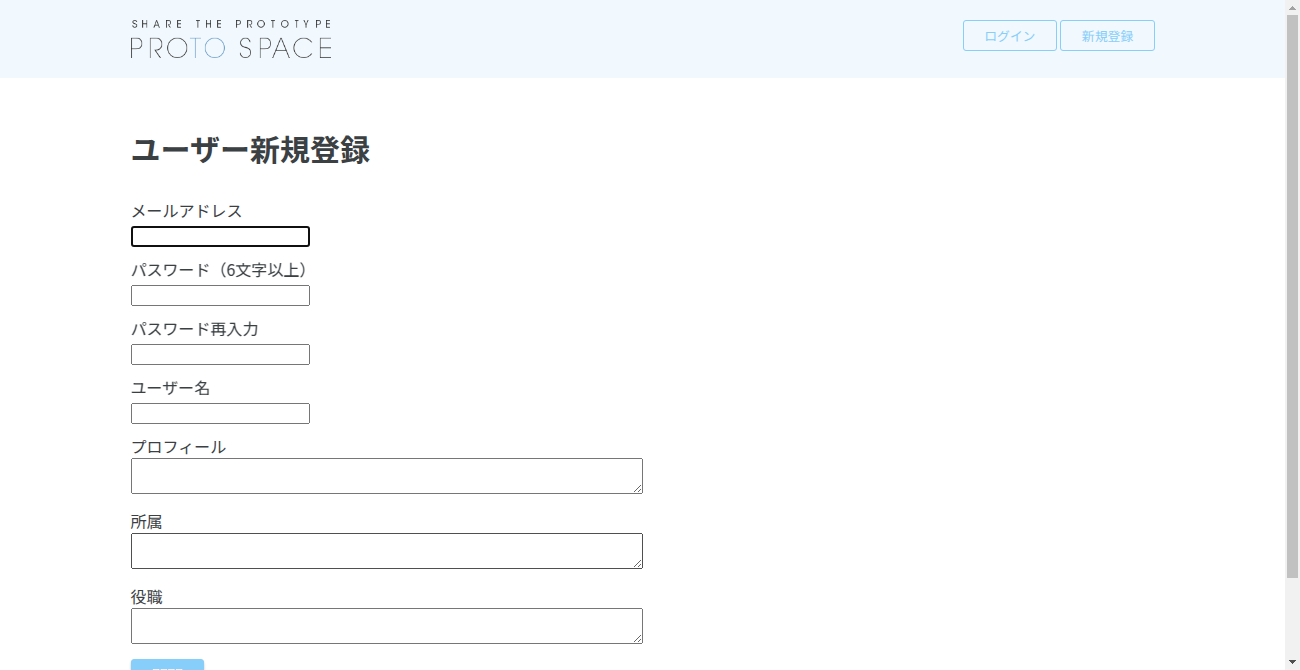 SHARE THE PROTOTYPE
PROTO SPACE
ログイン
新規登録
ユーザー新規登録
メールアドレス
パスワード（6文字以上）
パスワード再入力
ユーザー名
プロフィール
所属
役職